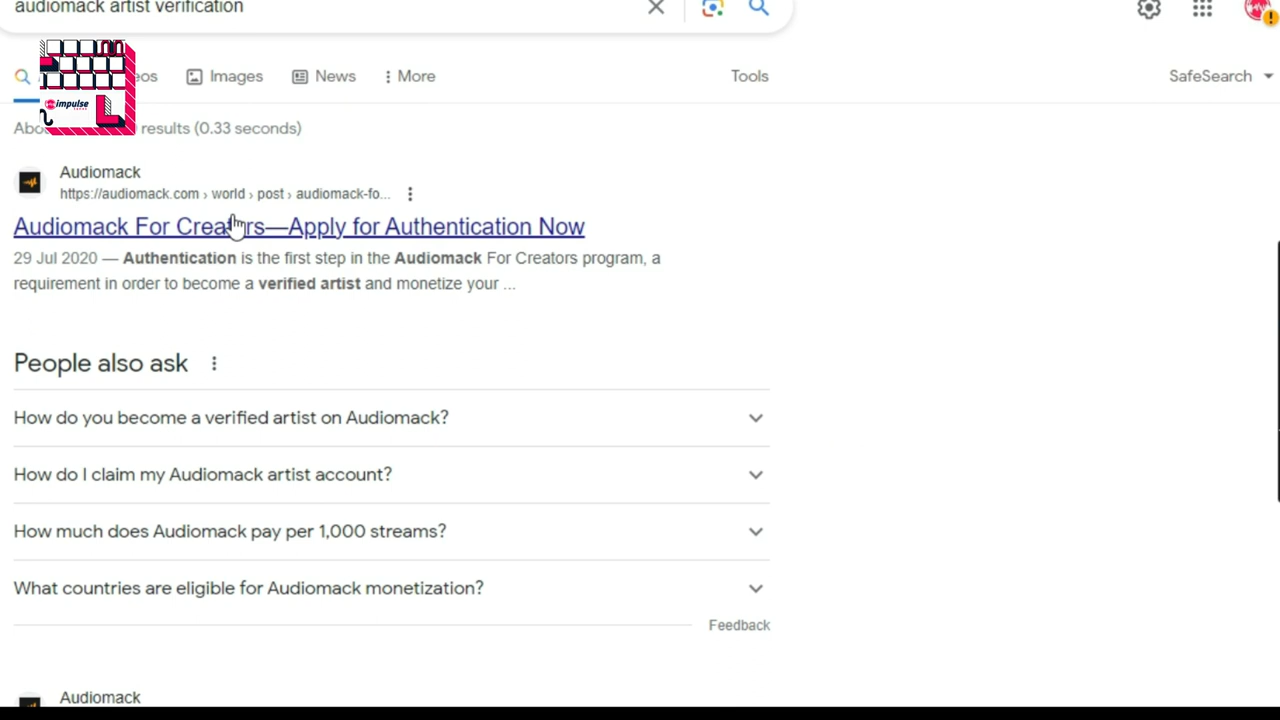 audiomack artist verification
eos
Images
News
More
Tools
SafeSearch
impulse
results (0.33 seconds)
Audiomack
https://audiomack.com › world › post › audiomack-fo...
Audiomack For Creators—Apply for Authentication Now
29 Jul 2020 — Authentication is the first step in the Audiomack For Creators program, a
requirement in order to become a verified artist and monetize your ...
People also ask
How do you become a verified artist on Audiomack?
How do I claim my Audiomack artist account?
How much does Audiomack pay per 1,000 streams?
What countries are eligible for Audiomack monetization?
Feedback
Audiomack